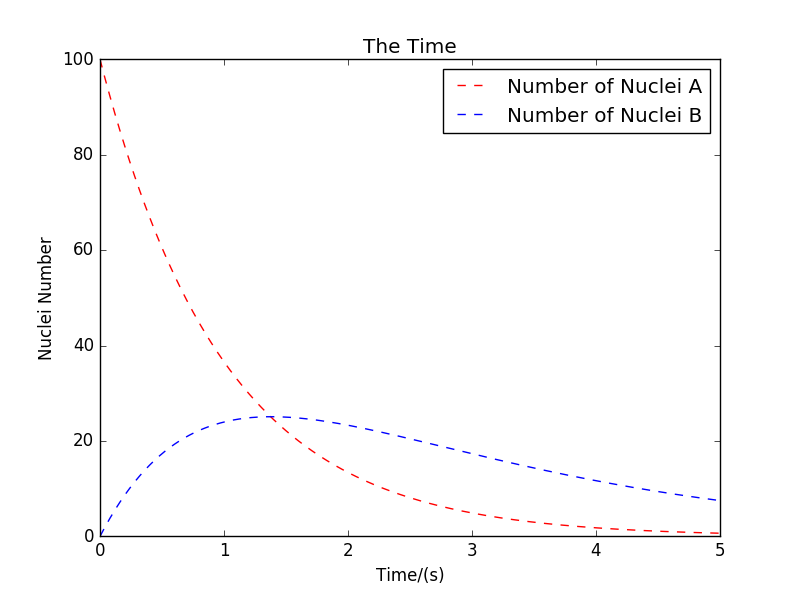 The Time
Number of Nuclei A
Number of Nuclei B
100
80
60
40
20
0
Nuclei Number
0 1 2 3 4 5
Time/(s)